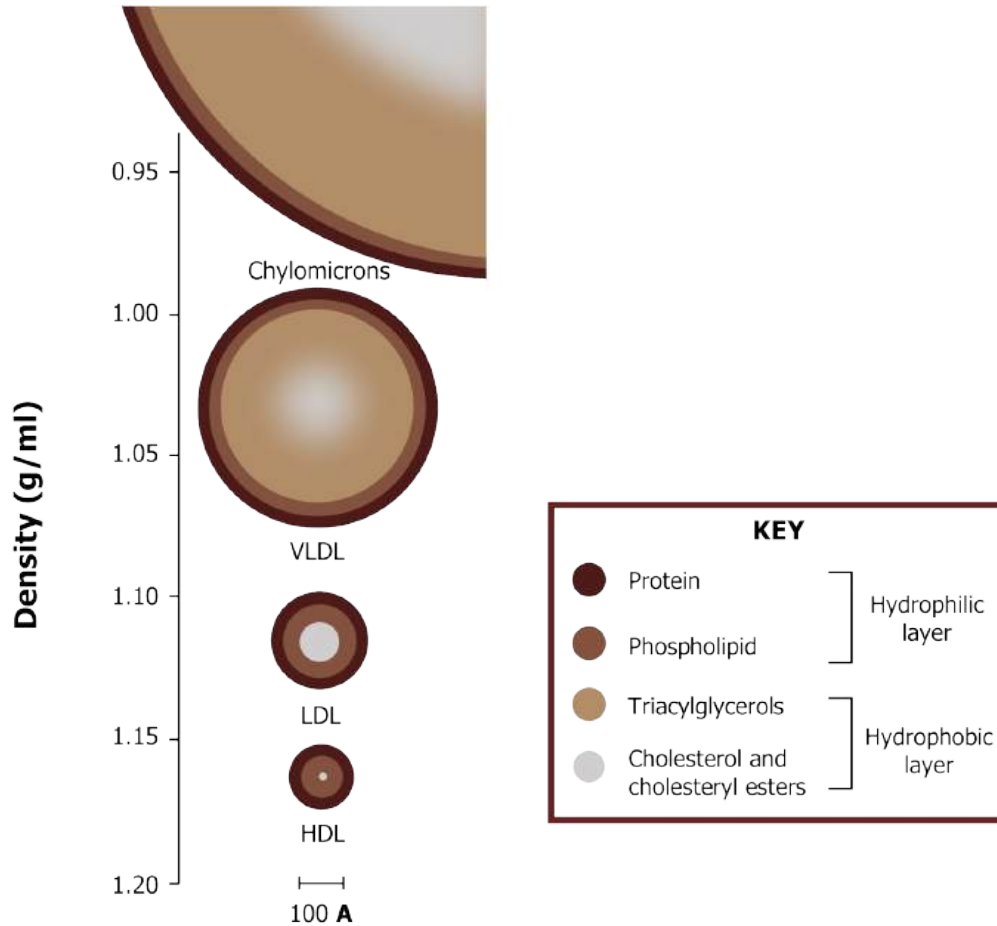 Density (g/ml)
0.95
1.00
1.05
1.10
1.15
1.20
Chylomicrons
VLDL
LDL
HDL
100 A
KEY
Protein
Phospholipid
Hydrophilic
layer
Triacylglycerols
Cholesterol and
cholesteryl esters
Hydrophobic
layer